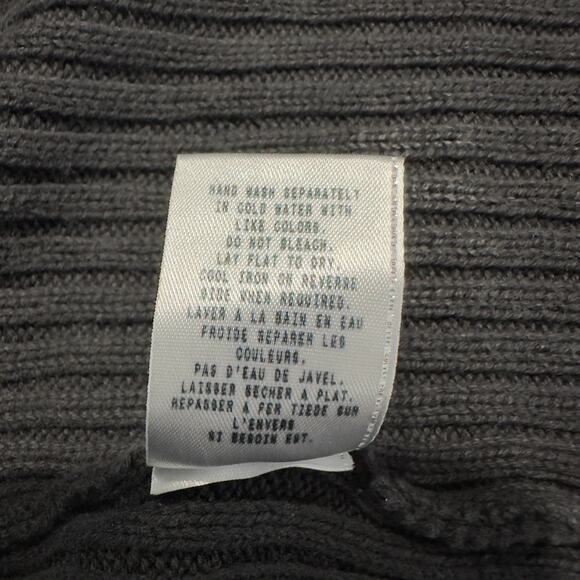 HAND WASH SEPARATELY
IN COLD WATER WITH
LIKE COLORS.
DO NOT BLEACH.
LAY FLAT TO DRY.
COOL IRON ON REVERSE
SIDE WHEN REQUIRED.
LAVER A LA MAIN EN EAU
FROIDE SEPARER LES
COULEURS.
PAS D'EAU DE JAVEL.
LAISSER SECHER A PLAT.
REPASSER A FER TIEDE SUR
L'ENVERS
SI BESOIN EST.